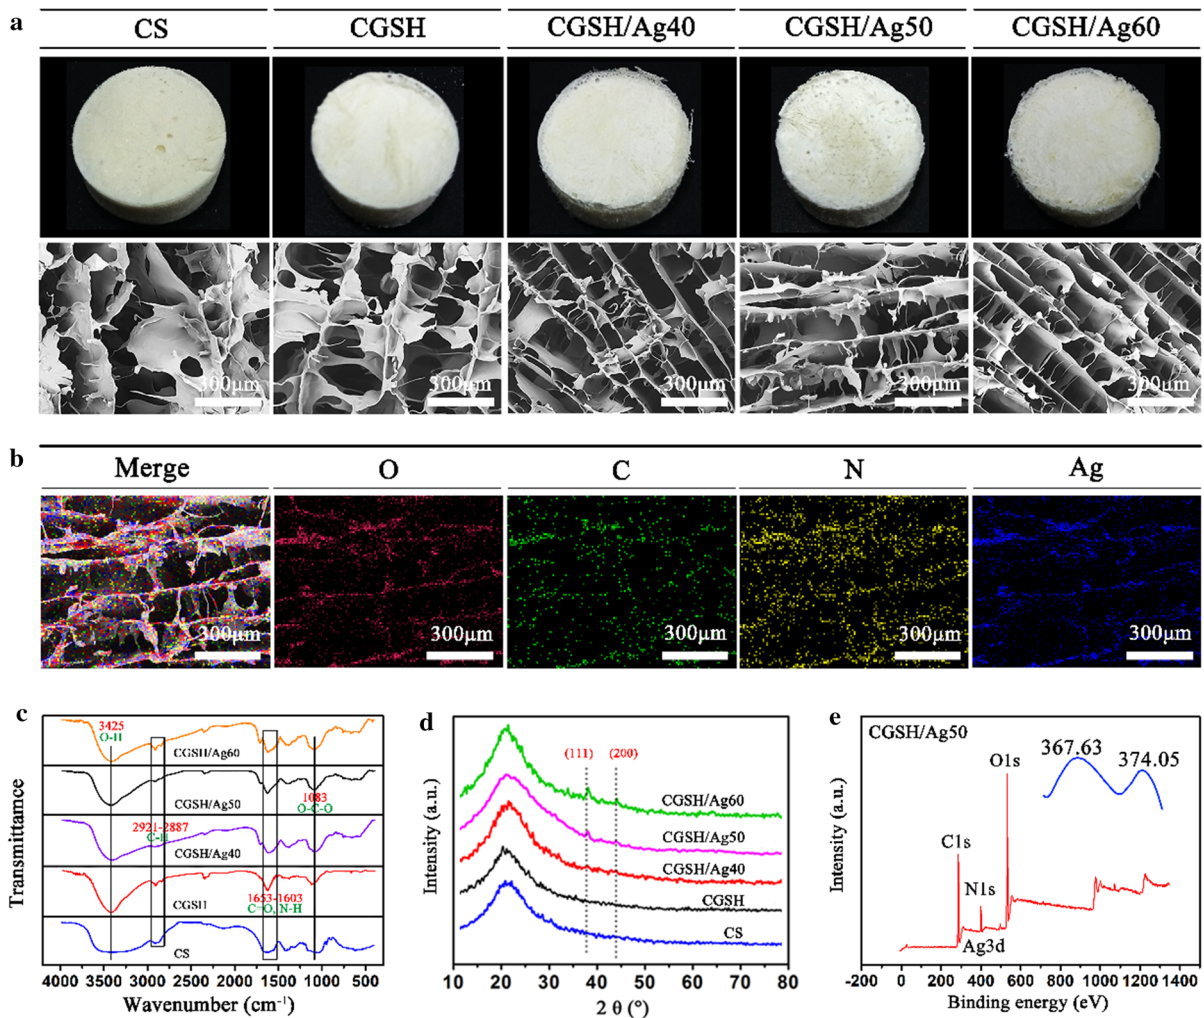 a
CS CGSH CGSH/Ag40 CGSH/Ag50 CGSH/Ag60
300μm 300μm 300μm 300μm 300μm
b
Merge O C N Ag
300μm 300μm 300μm 300μm 300μm
c
3425
O-H
CGSH/Ag60
CGSH/Ag50
1083
O-C-O
2921-2887
C-H
CGSH/Ag40
1653-1603
C=O, N-H
CGSH
CS
4000 3500 3000 2500 2000 1500 1000 500
Wavenumber (cm⁻¹)
Transmittance
d
(111) (200)
CGSH/Ag60
CGSH/Ag50
CGSH/Ag40
CGSH
CS
10 20 30 40 50 60 70 80
2 θ (°)
Intensity (a.u.)
e
CGSH/Ag50
367.63
374.05
O1s
C1s
N1s
Ag3d
-200 0 200 400 600 800 1000 1200 1400
Binding energy (eV)
Intensity (a.u.)